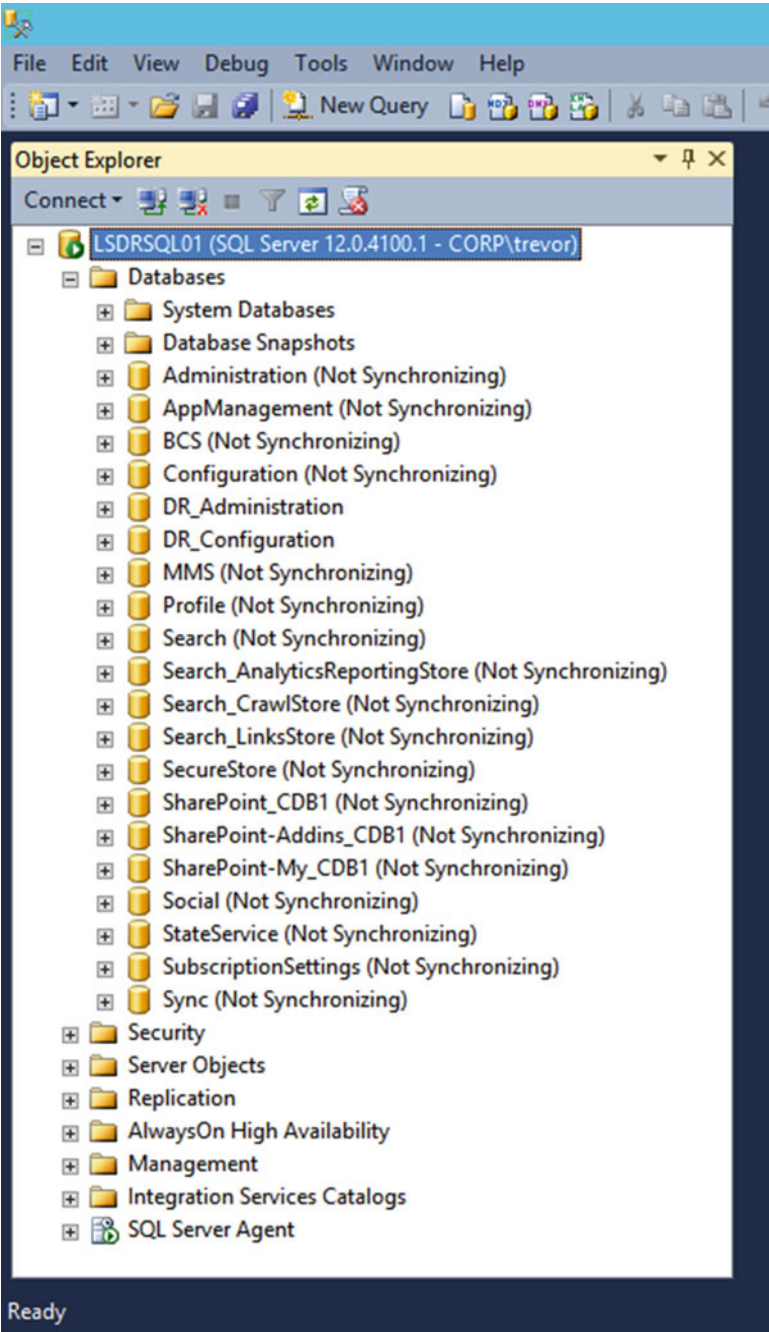 File Edit View Debug Tools Window Help
New Query
Object Explorer
Connect
LSDRSQL01 (SQL Server 12.0.4100.1 - CORP\trevor)
Databases
System Databases
Database Snapshots
Administration (Not Synchronizing)
AppManagement (Not Synchronizing)
BCS (Not Synchronizing)
Configuration (Not Synchronizing)
DR_Administration
DR_Configuration
MMS (Not Synchronizing)
Profile (Not Synchronizing)
Search (Not Synchronizing)
Search_AnalyticsReportingStore (Not Synchronizing)
Search_CrawlStore (Not Synchronizing)
Search_LinksStore (Not Synchronizing)
SecureStore (Not Synchronizing)
SharePoint_CDB1 (Not Synchronizing)
SharePoint-Addins_CDB1 (Not Synchronizing)
SharePoint-My_CDB1 (Not Synchronizing)
Social (Not Synchronizing)
StateService (Not Synchronizing)
SubscriptionSettings (Not Synchronizing)
Sync (Not Synchronizing)
Security
Server Objects
Replication
AlwaysOn High Availability
Management
Integration Services Catalogs
SQL Server Agent
Ready